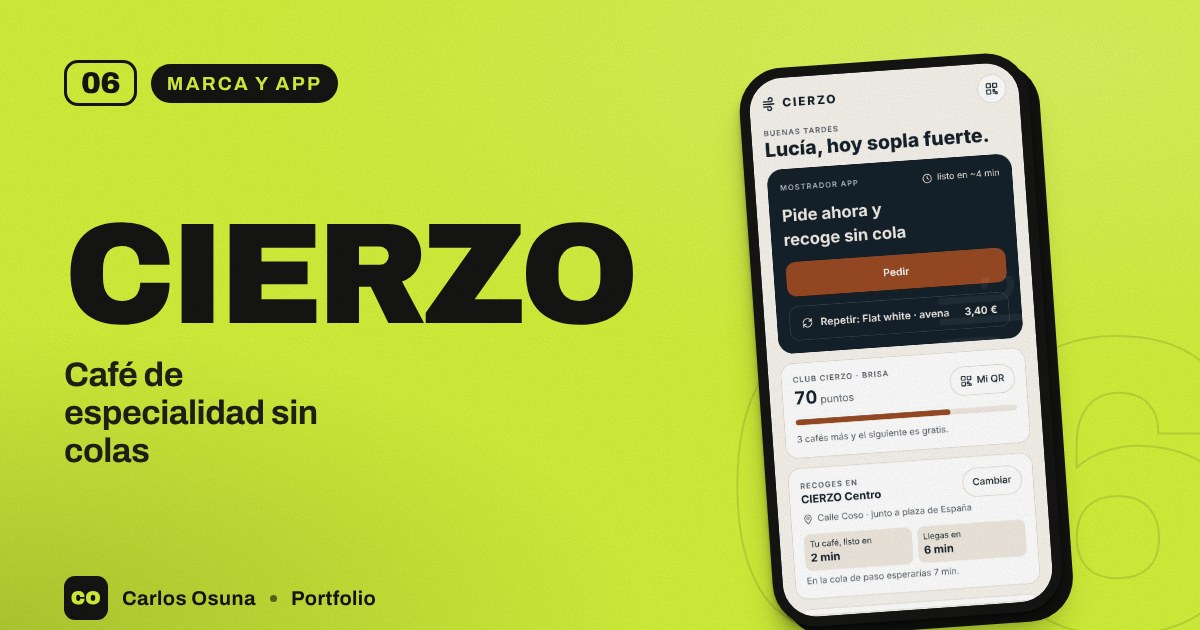 06
MARCA Y APP
CIERZO
Café de
especialidad sin
colas
co
Carlos Osuna • Portfolio
CIERZO
BUENAS TARDES
Lucía, hoy sopla fuerte.
MOSTRADOR APP
listo en ~4 min
Pide ahora y
recoge sin cola
Pedir
Repetir: Flat white · avena 3,40 €
CLUB CIERZO · BRISA
70 puntos
Mi QR
3 cafés más y el siguiente es gratis.
RECOGES EN
CIERZO Centro
Cambiar
Calle Coso · junto a plaza de España
Tu café, listo en
2 min
Llegas en
6 min
En la cola de paso esperarías 7 min.
06